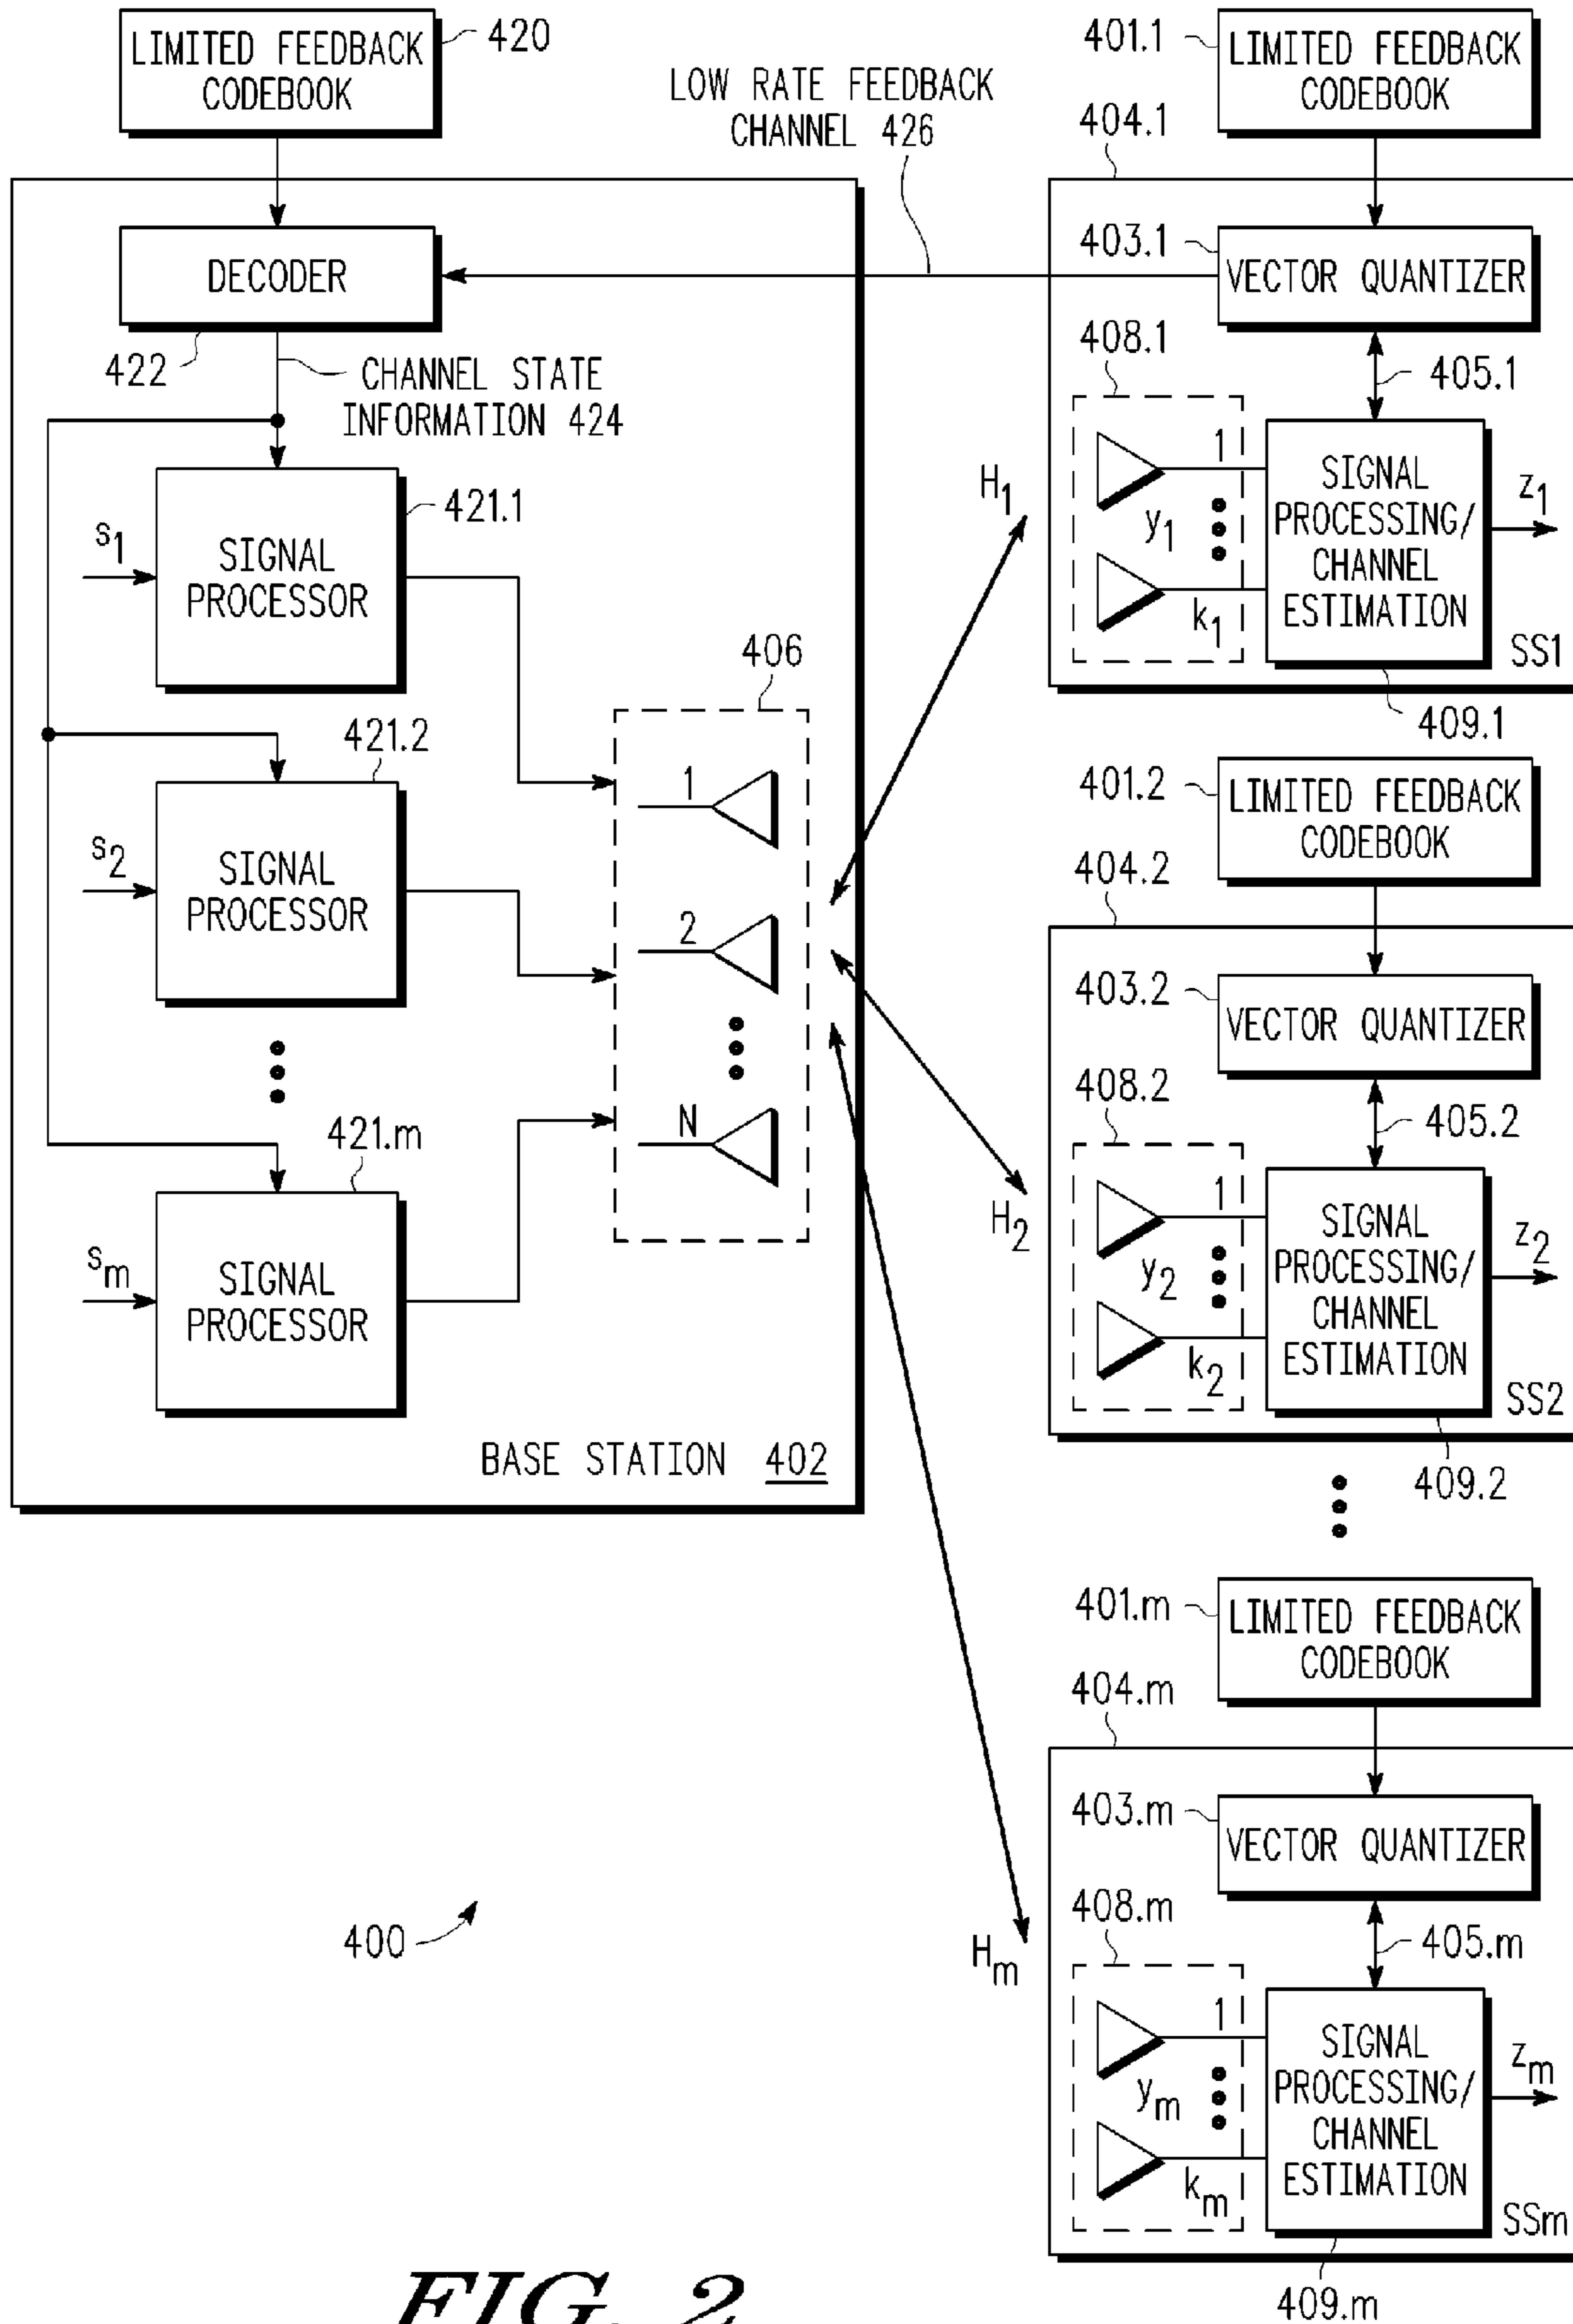 LIMITED FEEDBACK
CODEBOOK
420
LOW RATE FEEDBACK
CHANNEL 426
DECODER
422
CHANNEL STATE
INFORMATION 424
s1
SIGNAL
PROCESSOR
421.1
s2
SIGNAL
PROCESSOR
421.2
sm
SIGNAL
PROCESSOR
421.m
406
1
2
N
BASE STATION 402
H1
H2
Hm
401.1
LIMITED FEEDBACK
CODEBOOK
404.1
403.1
VECTOR QUANTIZER
408.1
405.1
1
y1
k1
SIGNAL
PROCESSING/
CHANNEL
ESTIMATION
z1
SS1
409.1
401.2
LIMITED FEEDBACK
CODEBOOK
404.2
403.2
VECTOR QUANTIZER
408.2
405.2
1
y2
k2
SIGNAL
PROCESSING/
CHANNEL
ESTIMATION
z2
SS2
409.2
401.m
LIMITED FEEDBACK
CODEBOOK
404.m
403.m
VECTOR QUANTIZER
408.m
405.m
1
ym
km
SIGNAL
PROCESSING/
CHANNEL
ESTIMATION
zm
SSm
409.m
400
FIG. 2